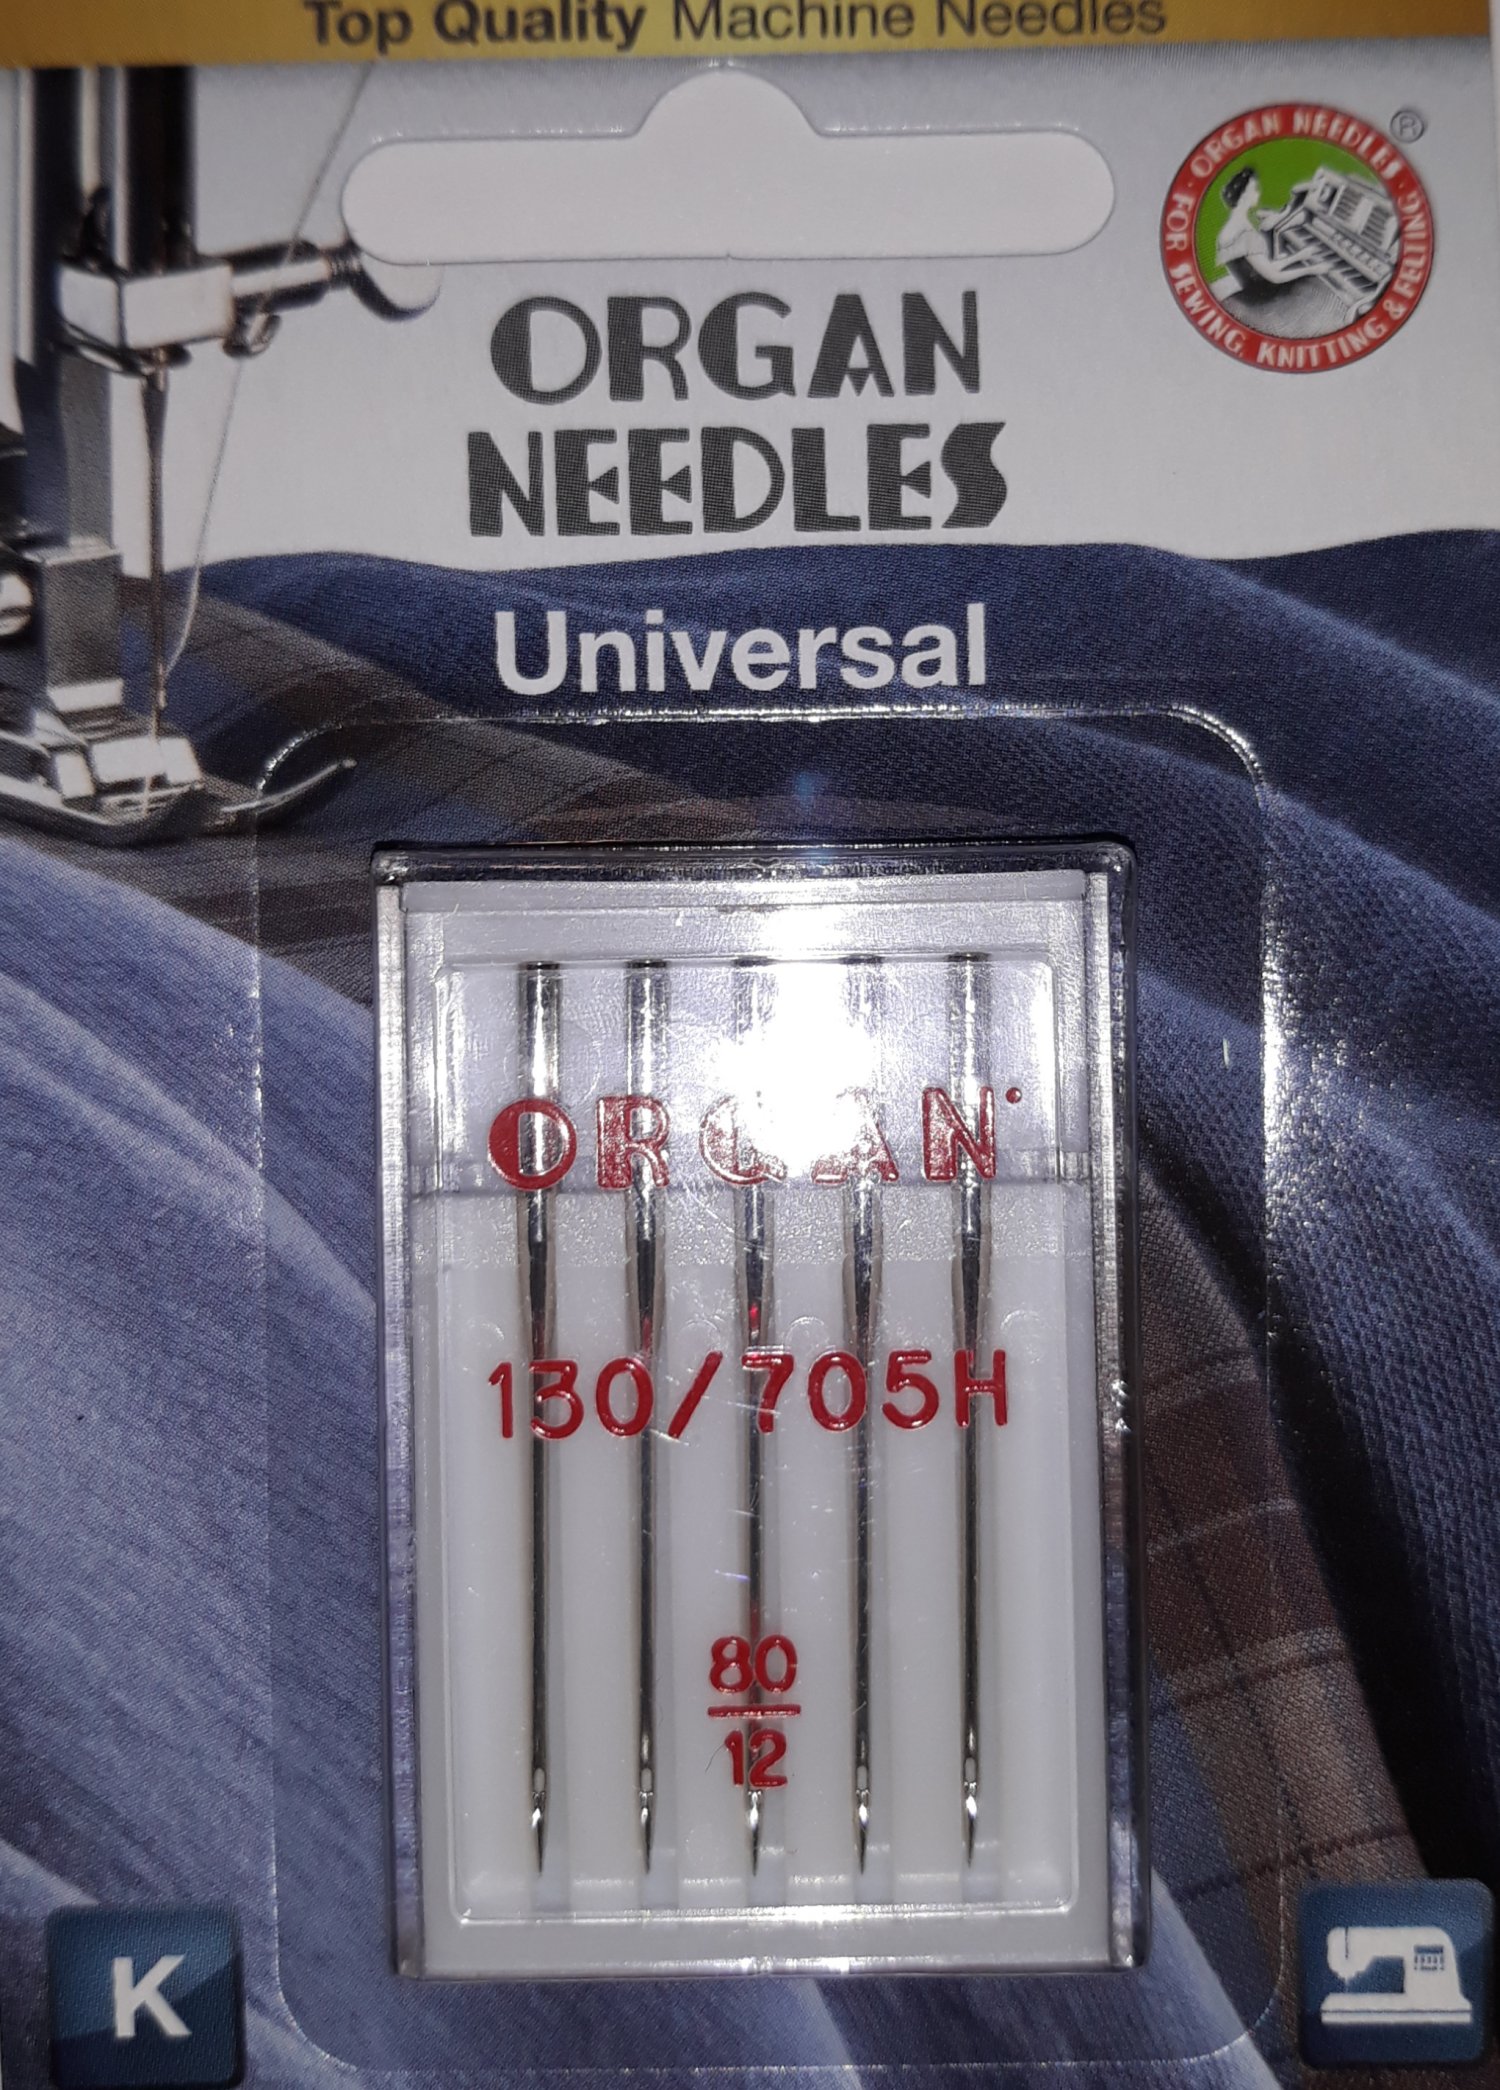 Top Quality Machine Needles
ORGAN NEEDLES · FOR SEWING, KNITTING & FELTING ·
®
ORGAN
NEEDLES
Universal
ORGAN
130/705H
80
12
K